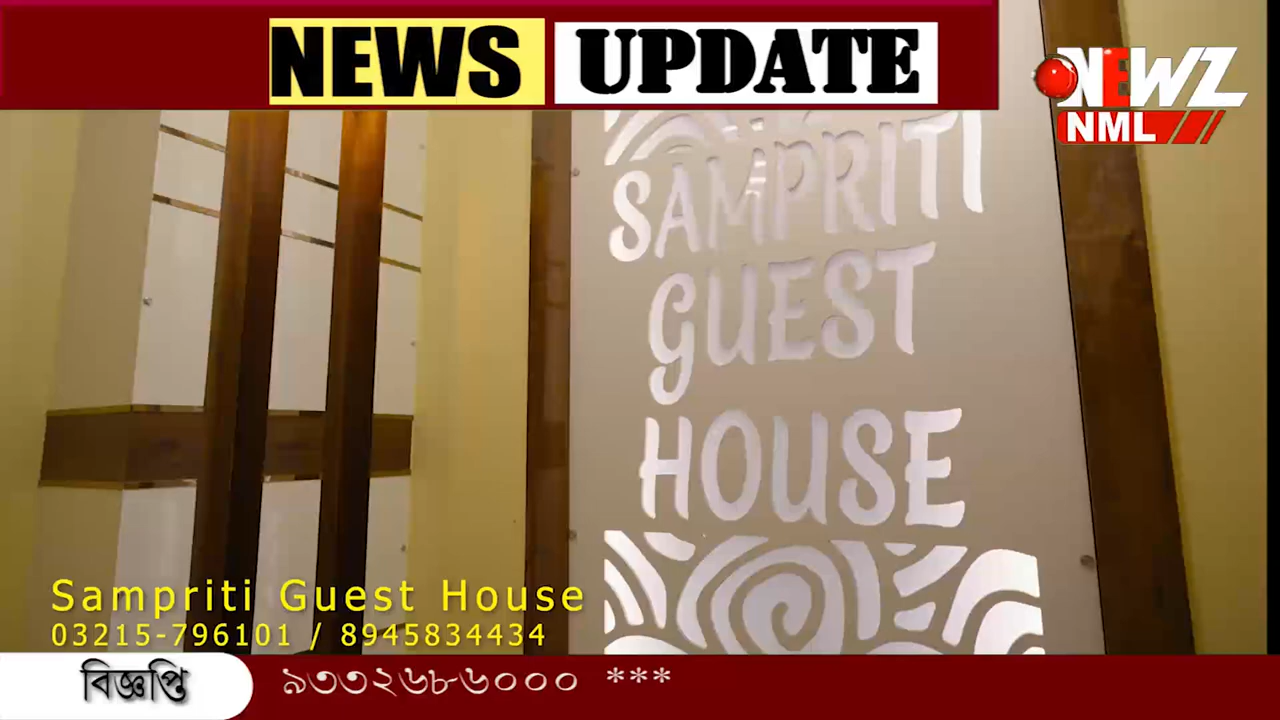 NEWS UPDATE
NEWZ
NML
SAMPRITI
GUEST
HOUSE
Sampriti Guest House
03215-796101 / 8945834434
বিজ্ঞপ্তি ৯৩৩২৬৮৬০০০ ***